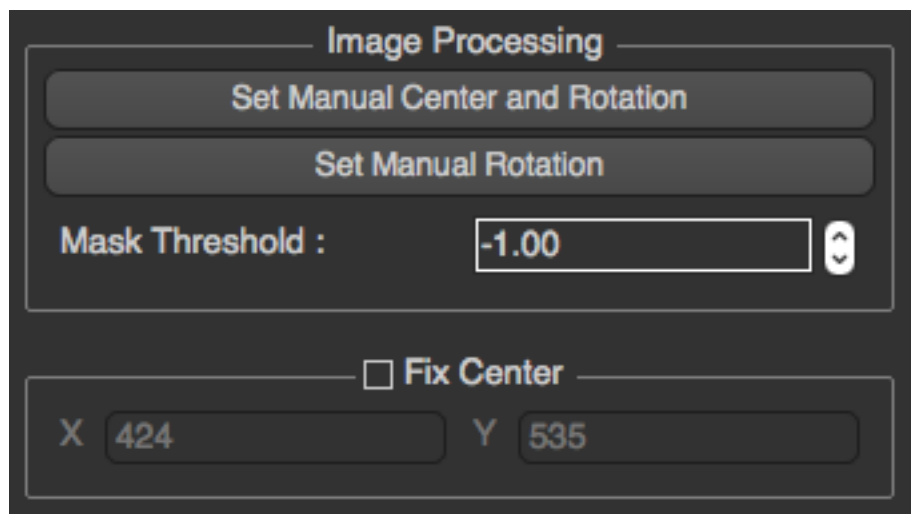 Image Processing
Set Manual Center and Rotation
Set Manual Rotation
Mask Threshold : -1.00
Fix Center
X 424 Y 535